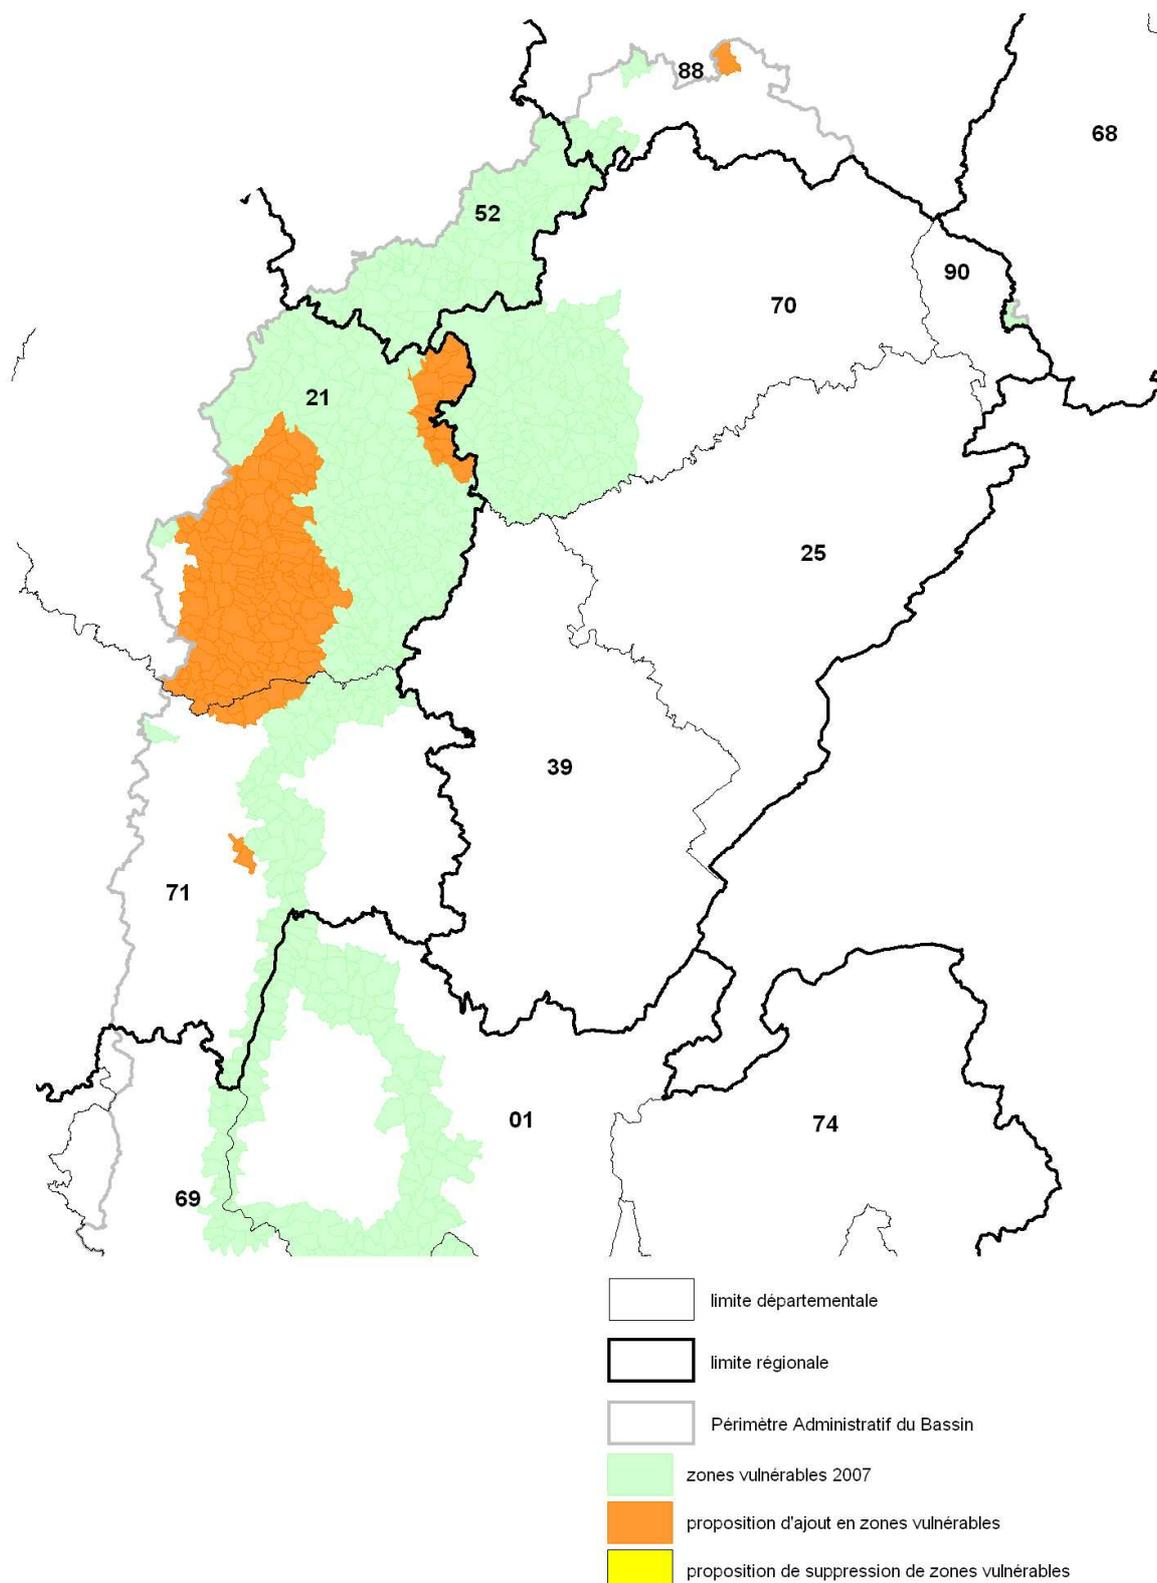 88
68
52
90
70
21
25
39
71
01
74
69
limite départementale
limite régionale
Périmètre Administratif du Bassin
zones vulnérables 2007
proposition d'ajout en zones vulnérables
proposition de suppression de zones vulnérables